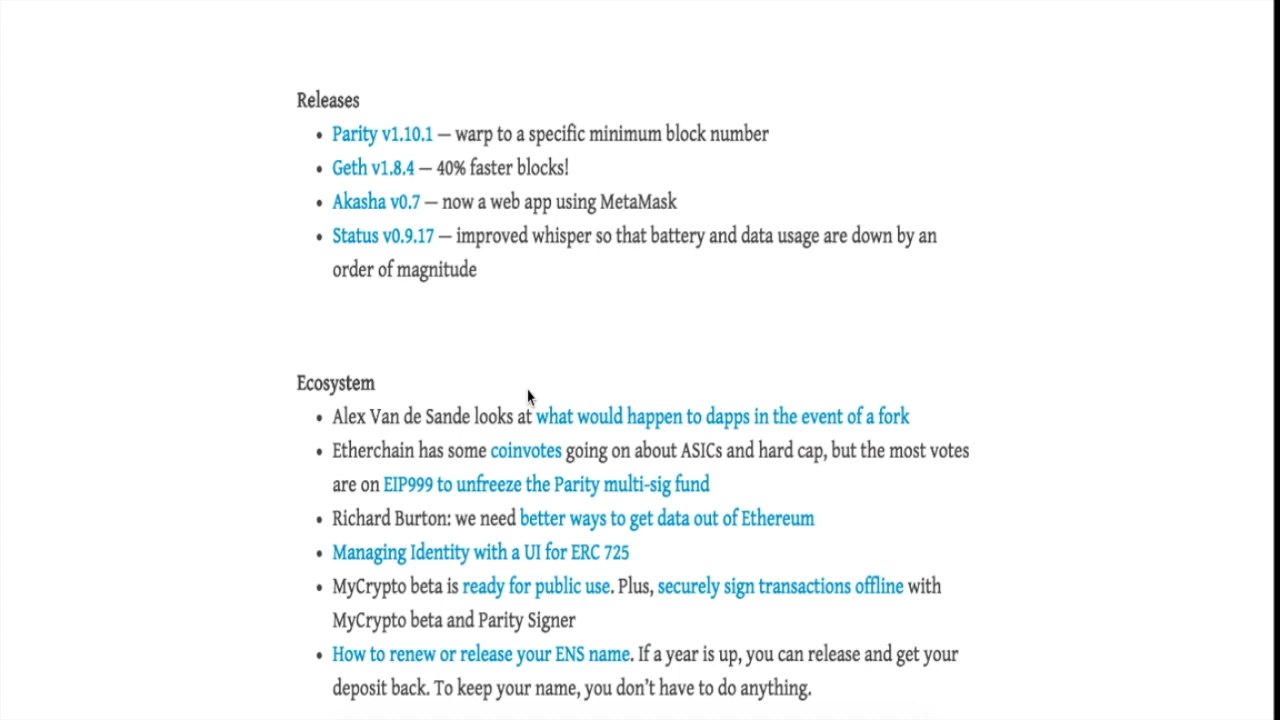 Releases
• Parity v1.10.1 — warp to a specific minimum block number
• Geth v1.8.4 — 40% faster blocks!
• Akasha v0.7 — now a web app using MetaMask
• Status v0.9.17 — improved whisper so that battery and data usage are down by an
order of magnitude
Ecosystem
• Alex Van de Sande looks at what would happen to dapps in the event of a fork
• Etherchain has some coinvotes going on about ASICs and hard cap, but the most votes
are on EIP999 to unfreeze the Parity multi-sig fund
• Richard Burton: we need better ways to get data out of Ethereum
• Managing Identity with a UI for ERC 725
• MyCrypto beta is ready for public use. Plus, securely sign transactions offline with
MyCrypto beta and Parity Signer
• How to renew or release your ENS name. If a year is up, you can release and get your
deposit back. To keep your name, you don’t have to do anything.